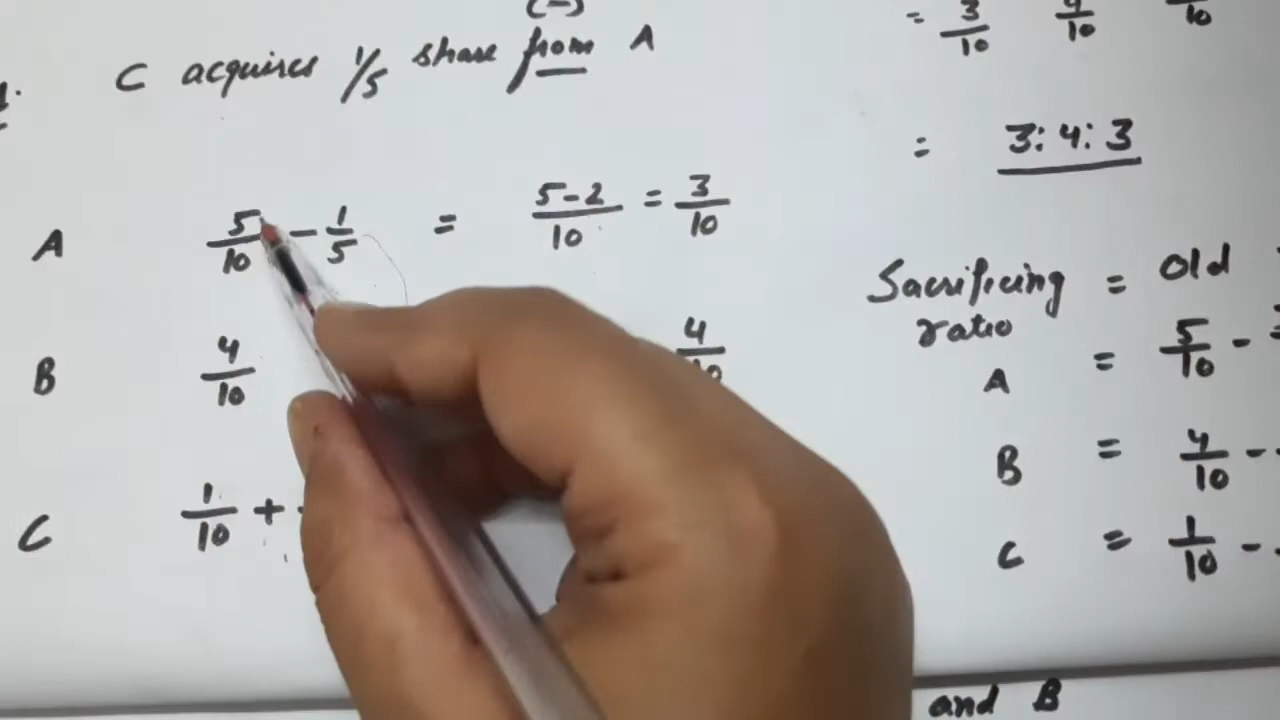 (-)
C acquires 1/5 share from A
A 5/10 - 1/5 = 5-2/10 = 3/10
B 4/10 4/10
C 1/10 +
= 3/10 4/10 /10
= 3:4:3
Sacrificing ratio = Old
A = 5/10 -
B = 4/10 -
C = 1/10 -
and B